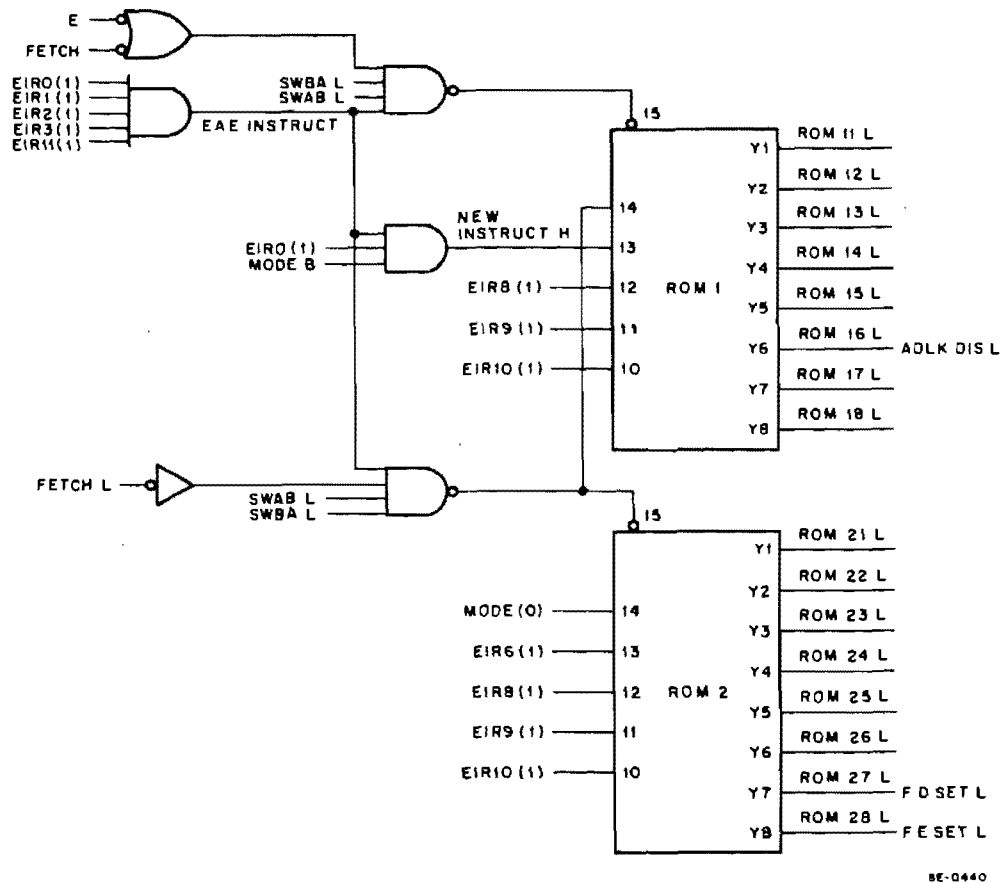 E
FETCH
EIR0(1)
EIR1(1)
EIR2(1)
EIR3(1)
EIR11(1)
EAE INSTRUCT
SWBA L
SWAB L
15
14
NEW
INSTRUCT H
13
EIR0(1)
MODE B
EIR8(1)
12
EIR9(1)
11
EIR10(1)
10
ROM 1
Y1
ROM 11 L
Y2
ROM 12 L
Y3
ROM 13 L
Y4
ROM 14 L
Y5
ROM 15 L
Y6
ROM 16 L
ADLK DIS L
Y7
ROM 17 L
Y8
ROM 18 L
FETCH L
SWAB L
SWBA L
15
MODE(0)
14
EIR6(1)
13
EIR8(1)
12
EIR9(1)
11
EIR10(1)
10
ROM 2
Y1
ROM 21 L
Y2
ROM 22 L
Y3
ROM 23 L
Y4
ROM 24 L
Y5
ROM 25 L
Y6
ROM 26 L
Y7
ROM 27 L
F D SET L
Y8
ROM 28 L
F E SET L
8E-0440